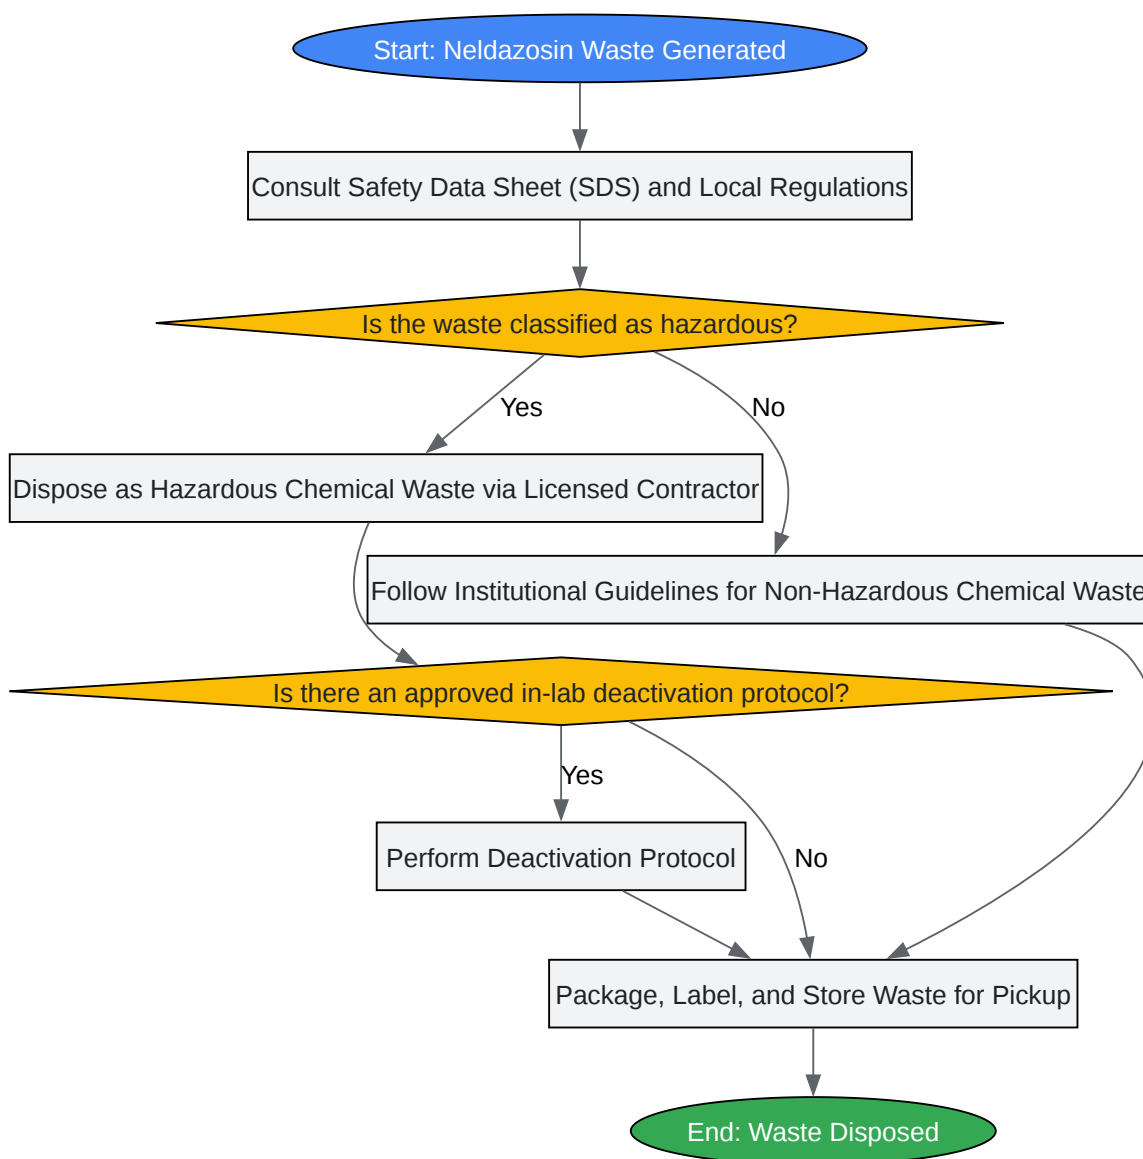 Start: Neldazosin Waste Generated
Consult Safety Data Sheet (SDS) and Local Regulations
Is the waste classified as hazardous?
Yes
No
Dispose as Hazardous Chemical Waste via Licensed Contractor
Follow Institutional Guidelines for Non-Hazardous Chemical Waste
Is there an approved in-lab deactivation protocol?
Yes
Perform Deactivation Protocol
No
Package, Label, and Store Waste for Pickup
End: Waste Disposed